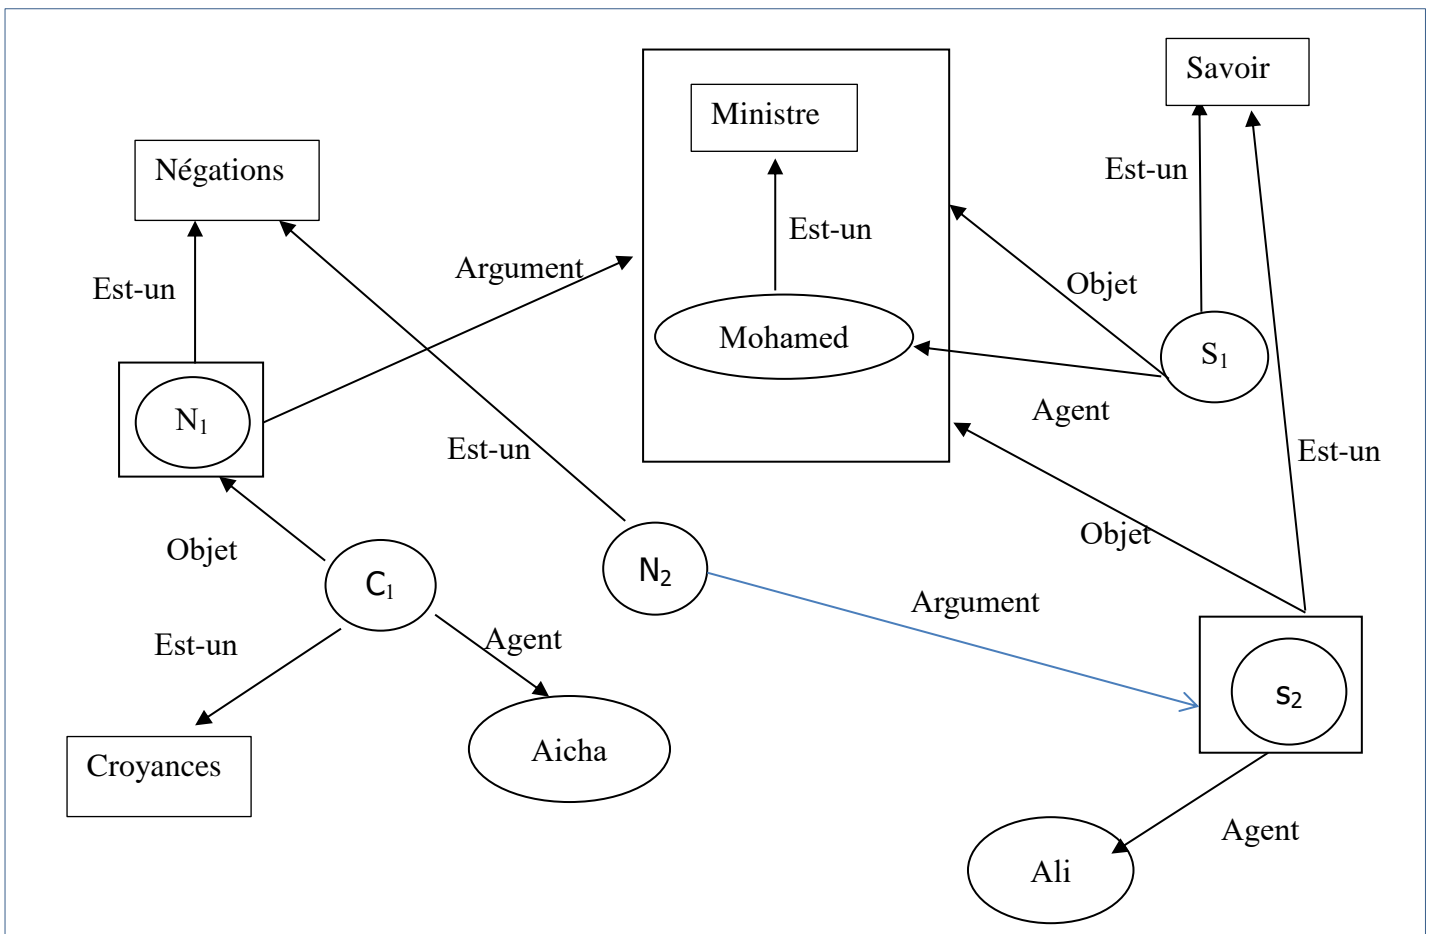 Savoir
Ministre
Négations
Est-un
Est-un
Argument
Est-un
Objet
Mohamed
S₁
Agent
N₁
Est-un
Est-un
Objet
Objet
C₁
N₂
Argument
Est-un
Agent
s₂
Aicha
Croyances
Agent
Ali